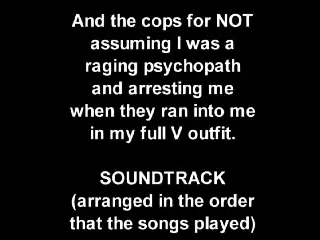 And the cops for NOT
assuming I was a
raging psychopath
and arresting me
when they ran into me
in my full V outfit.
SOUNDTRACK
(arranged in the order
that the songs played)